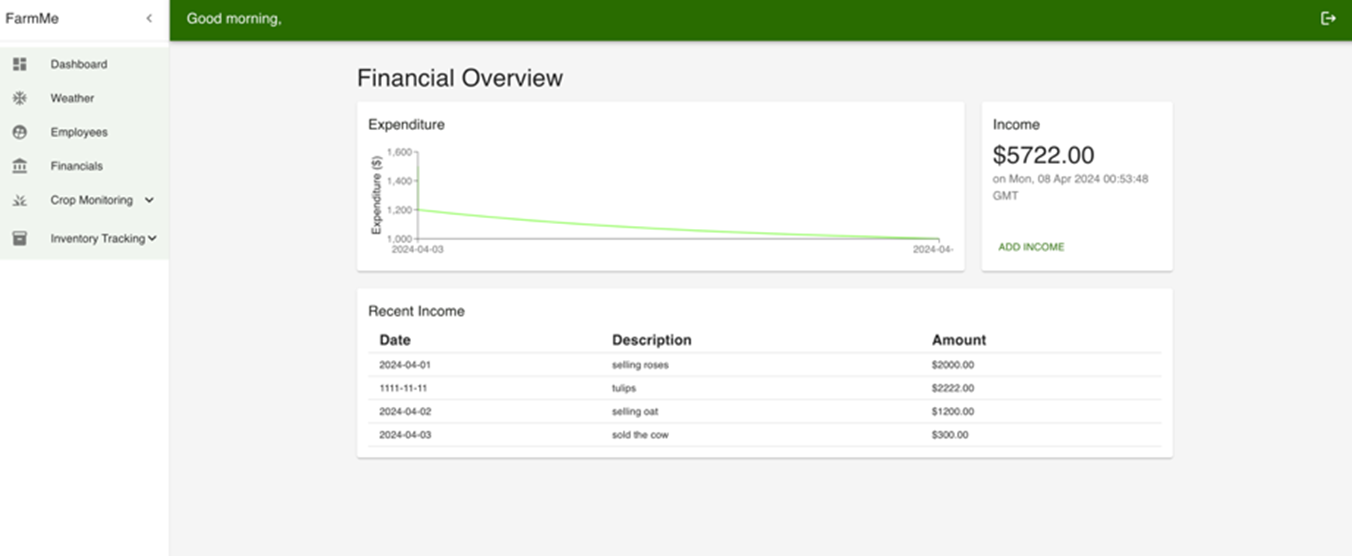 FarmMe
Good morning,
Dashboard
Weather
Employees
Financials
Crop Monitoring
Inventory Tracking
Financial Overview
Expenditure
Expenditure ($)
1,600
1,400
1,200
1,000
2024-04-03
2024-04-
Income
$5722.00
on Mon, 08 Apr 2024 00:53:48
GMT
ADD INCOME
Recent Income
Date Description Amount
2024-04-01 selling roses $2000.00
1111-11-11 tulips $2222.00
2024-04-02 selling oat $1200.00
2024-04-03 sold the cow $300.00